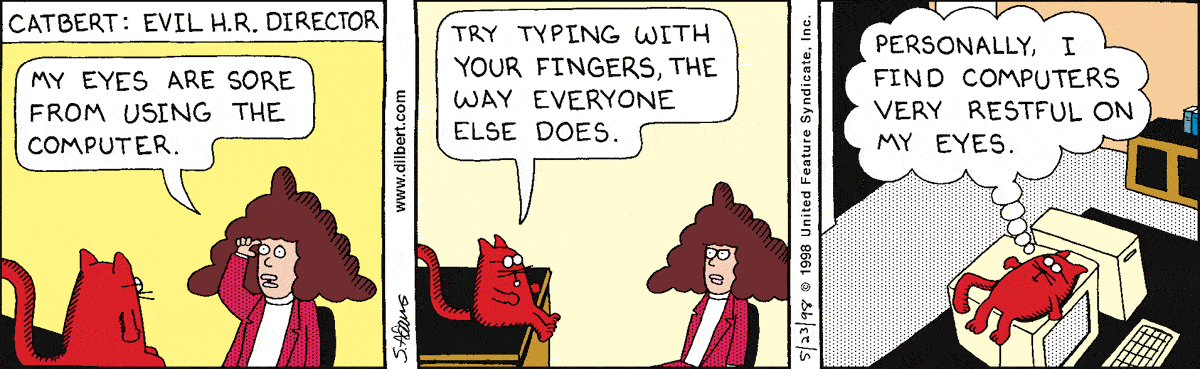 CATBERT: EVIL H.R. DIRECTOR
MY EYES ARE SORE
FROM USING THE
COMPUTER.
www.dilbert.com
S.Adams
TRY TYPING WITH
YOUR FINGERS, THE
WAY EVERYONE
ELSE DOES.
5/23/98 © 1998 United Feature Syndicate, Inc.
PERSONALLY, I
FIND COMPUTERS
VERY RESTFUL ON
MY EYES.